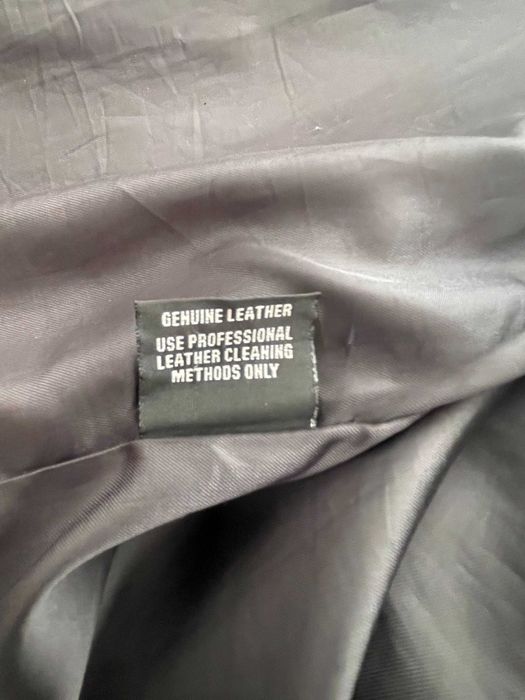 GENUINE LEATHER
USE PROFESSIONAL
LEATHER CLEANING
METHODS ONLY